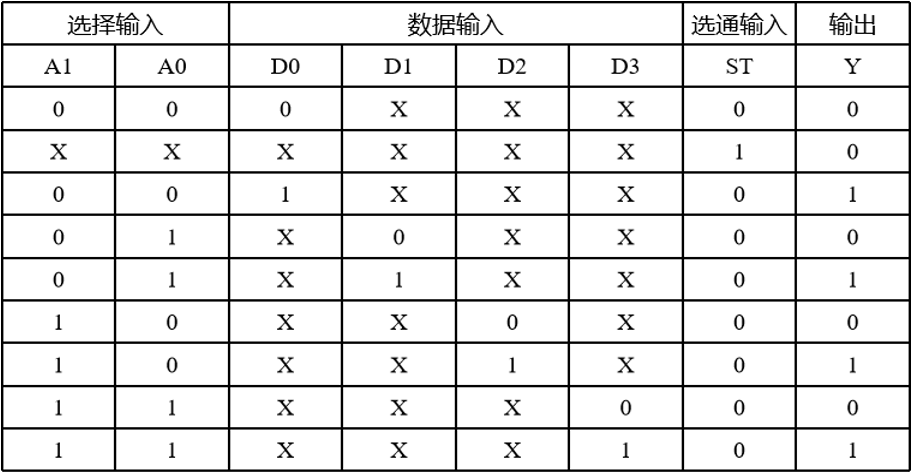 选择输入 数据输入 选通输入 输出
A1 A0 D0 D1 D2 D3 ST Y
0 0 0 X X X 0 0
X X X X X X 1 0
0 0 1 X X X 0 1
0 1 X 0 X X 0 0
0 1 X 1 X X 0 1
1 0 X X 0 X 0 0
1 0 X X 1 X 0 1
1 1 X X X 0 0 0
1 1 X X X 1 0 1